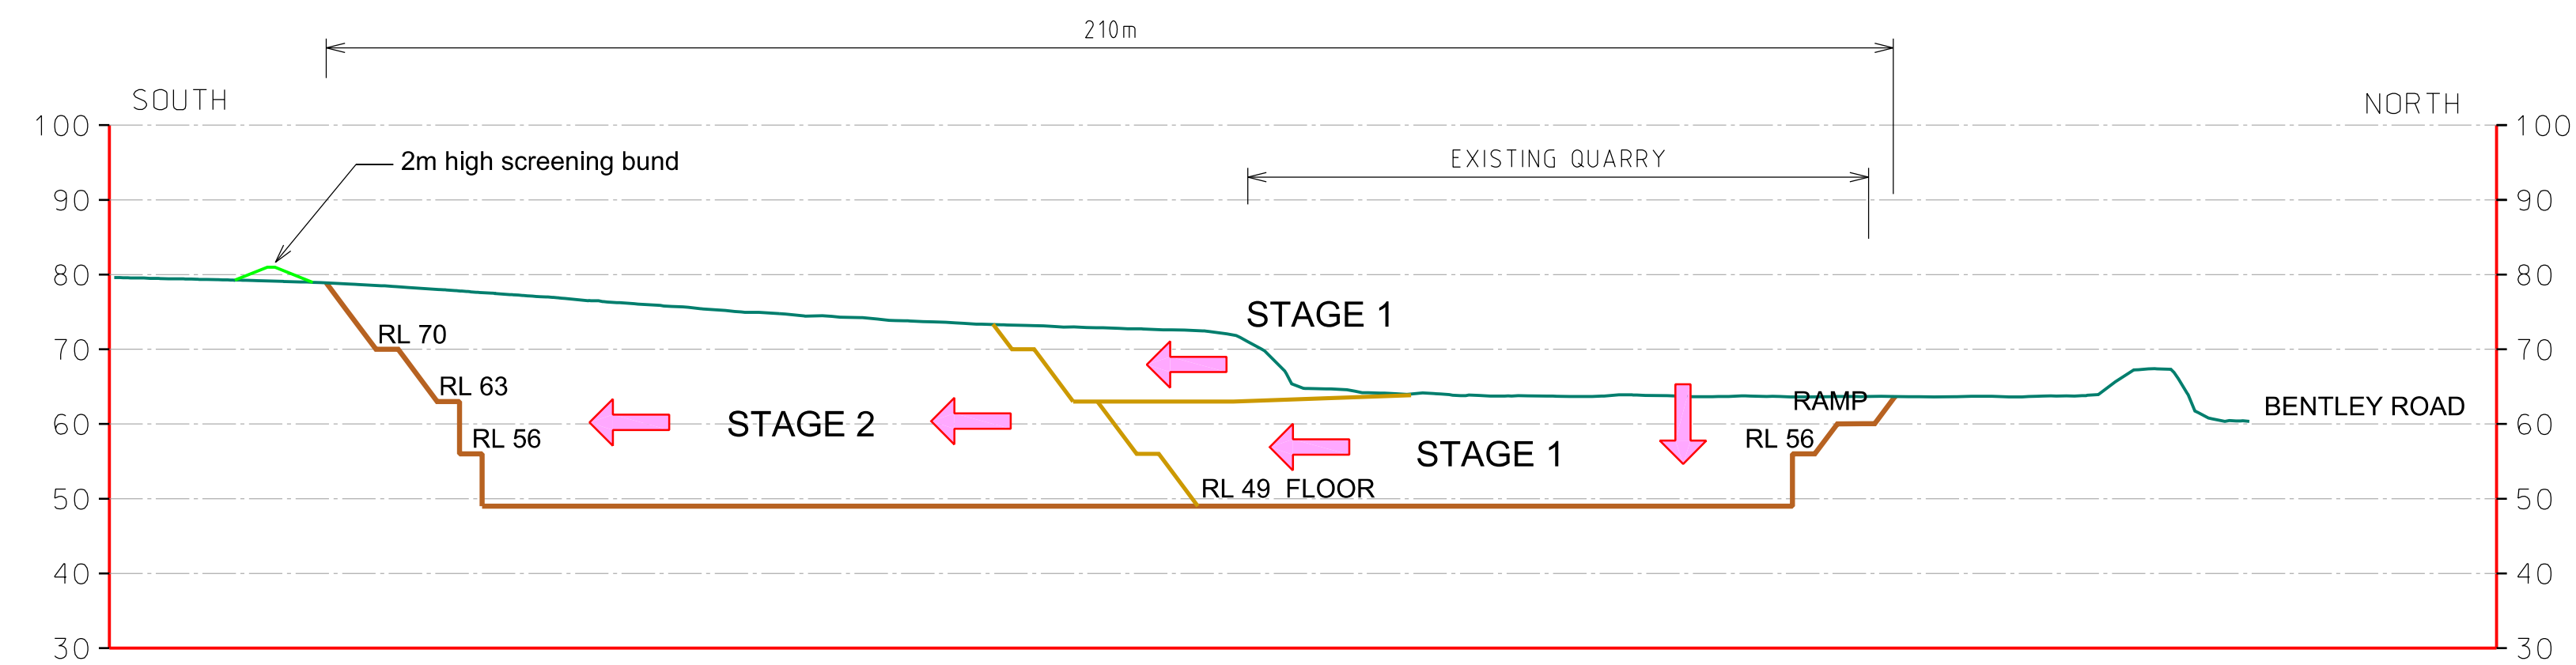 210m
SOUTH
NORTH
100
100
EXISTING QUARRY
2m high screening bund
90
90
80
80
STAGE 1
RL 70
70
70
RL 63
RAMP
BENTLEY ROAD
60
60
STAGE 2
RL 56
RL 56
STAGE 1
RL 49 FLOOR
50
50
40
40
30
30